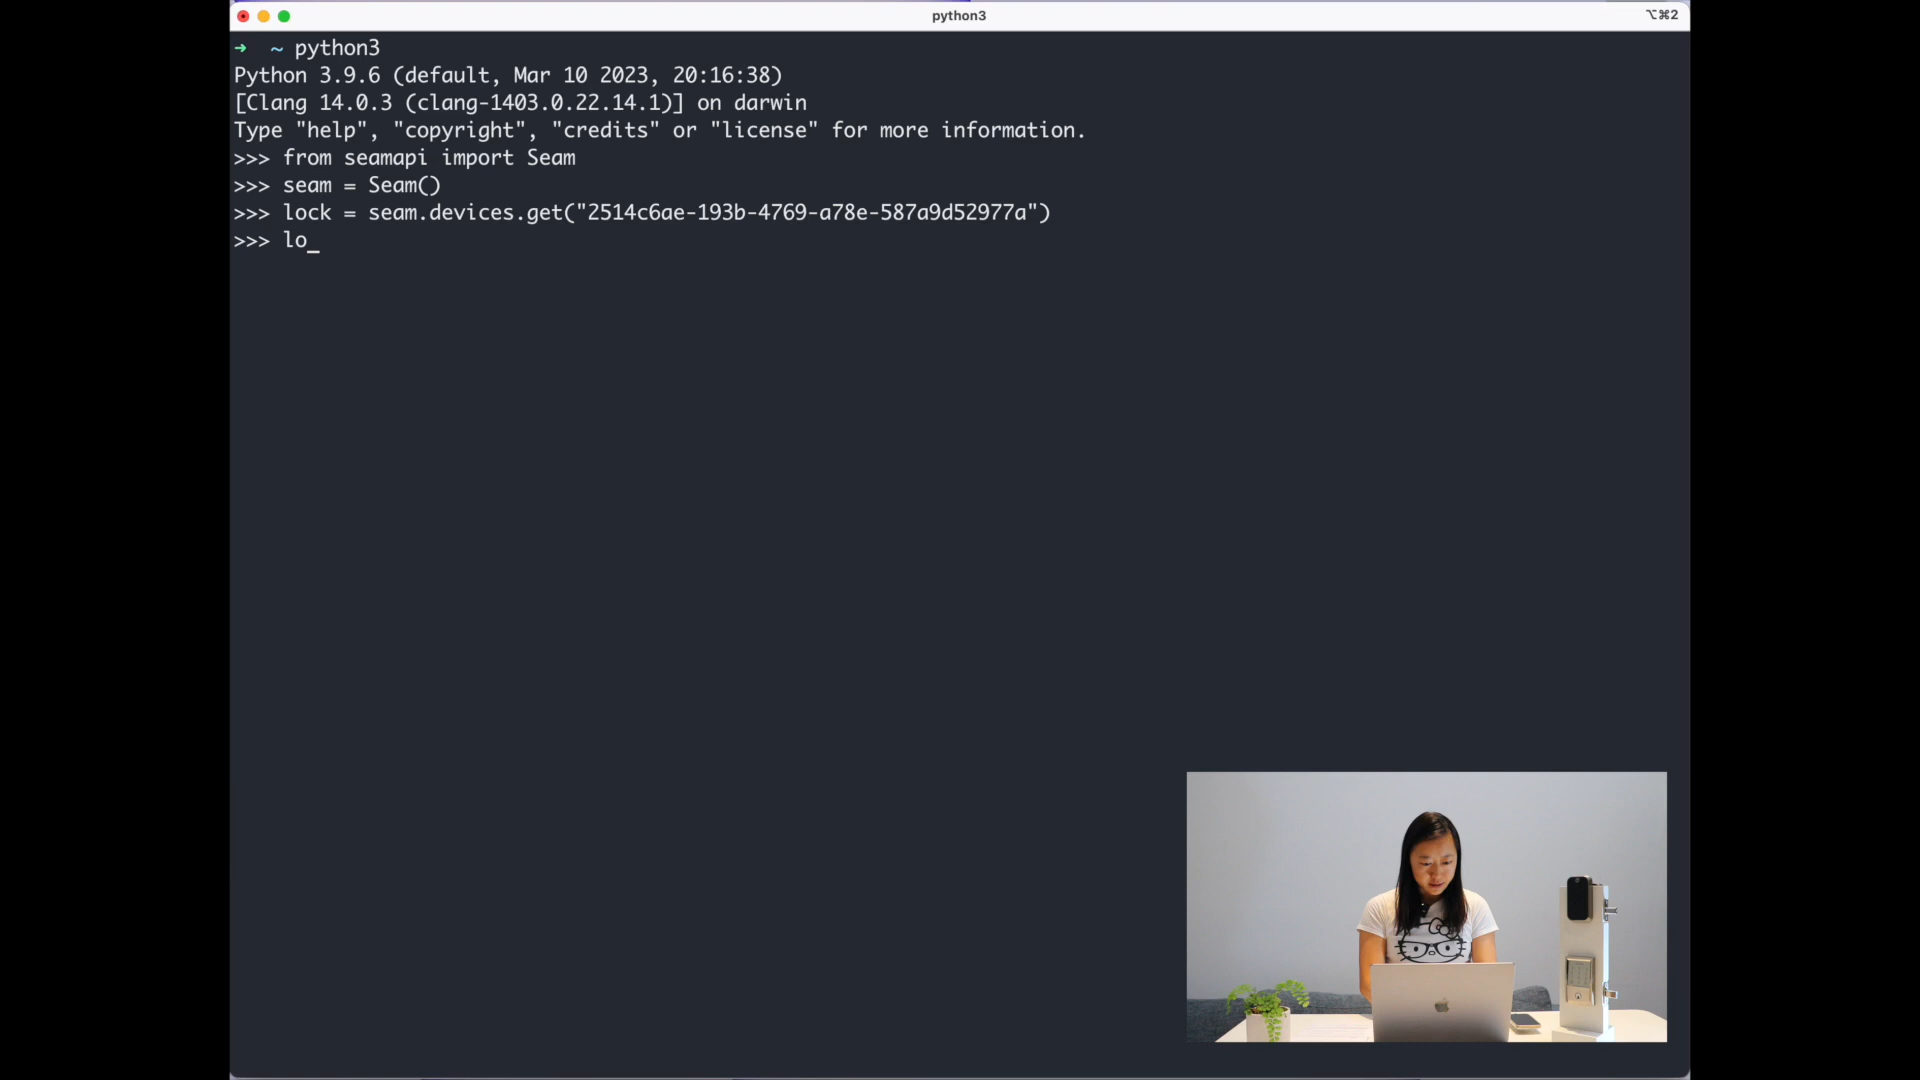 python3
⌥⌘2
➜ ~ python3
Python 3.9.6 (default, Mar 10 2023, 20:16:38)
[Clang 14.0.3 (clang-1403.0.22.14.1)] on darwin
Type "help", "copyright", "credits" or "license" for more information.
>>> from seamapi import Seam
>>> seam = Seam()
>>> lock = seam.devices.get("2514c6ae-193b-4769-a78e-587a9d52977a")
>>> lo_